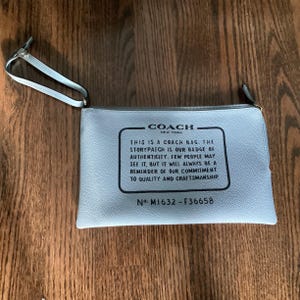 COACH
NEW YORK
THIS IS A COACH BAG. THE
STORYPATCH IS OUR BADGE OF
AUTHENTICITY. FEW PEOPLE MAY
SEE IT, BUT IT WILL ALWAYS BE A
REMINDER OF OUR COMMITMENT
TO QUALITY AND CRAFTSMANSHIP.
Nº M1632-F36658